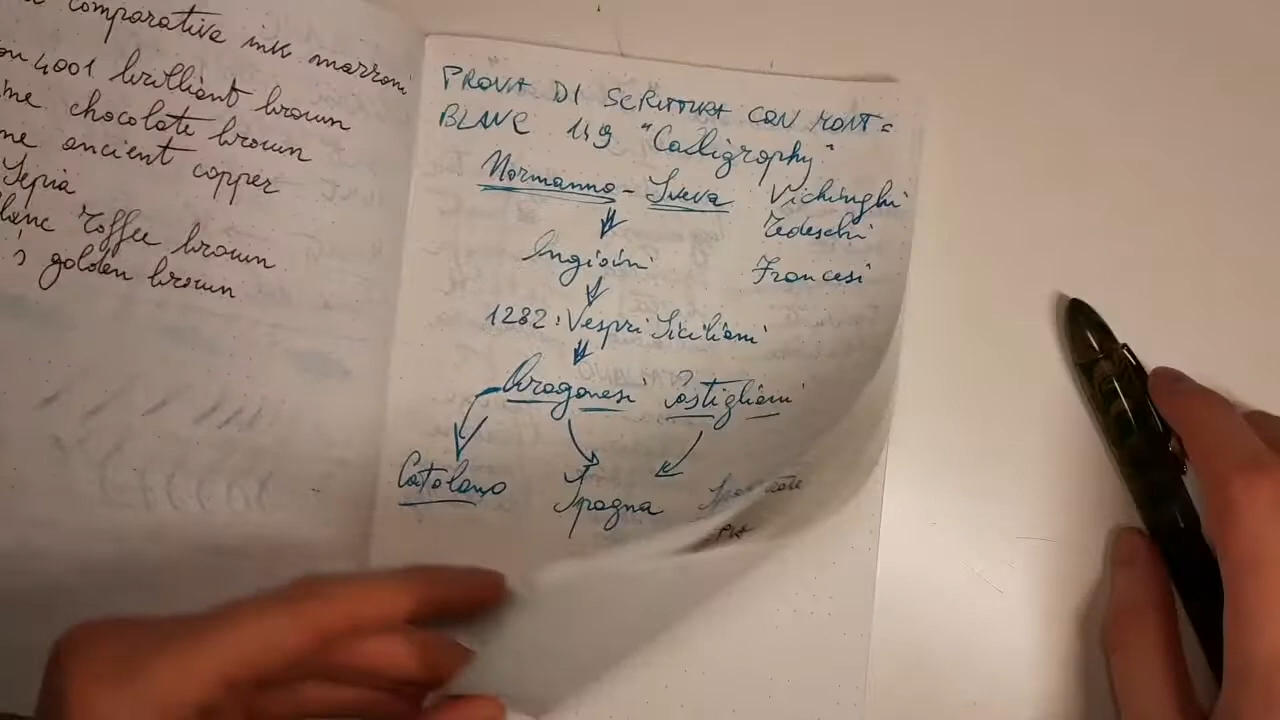 comparative ink marroni
4001 brilliant brown
chocolate brown
ancient copper
Sepia
toffee brown
golden brown
PROVA DI SCRITTURA CON MONT=
BLANC 149 "Calligraphy"
Normanno - Sveva Vichinghi
Tedeschi
Angioini Francesi
1282: Vespri Siciliani
Aragonesi Castigliani
Catalano Spagna